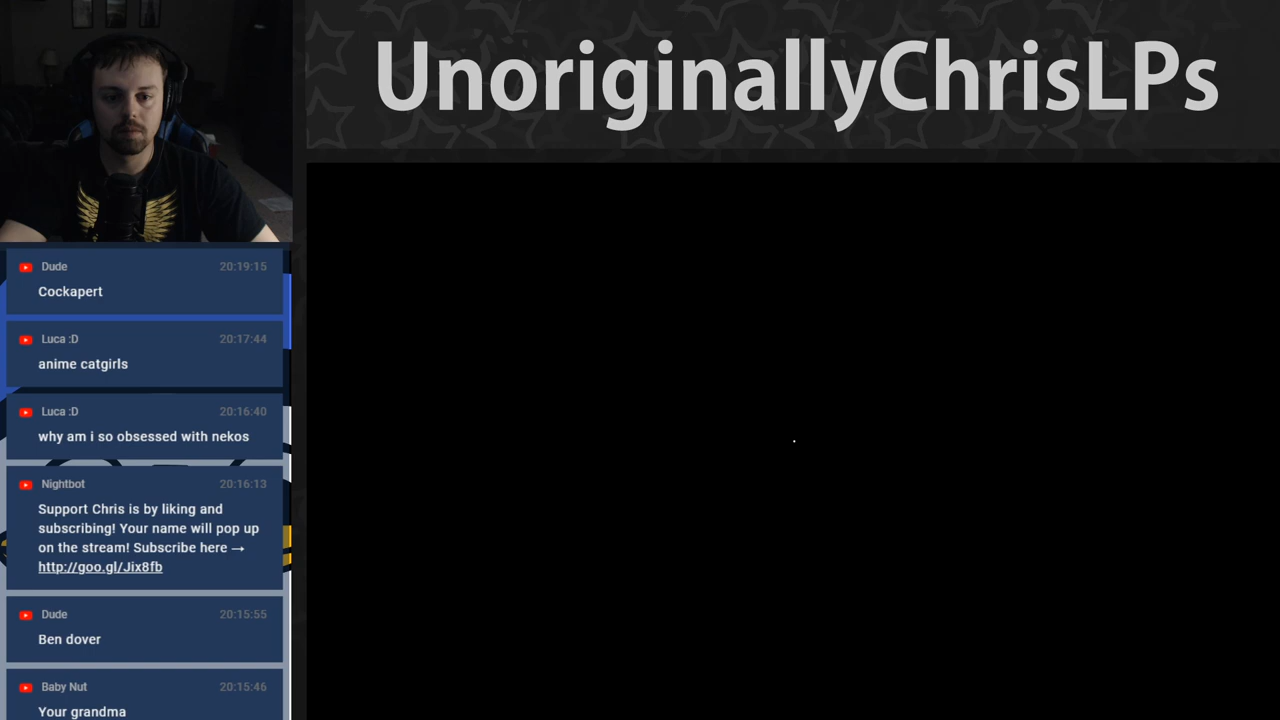 UnoriginallyChrisLPs
Dude 20:19:15
Cockapert
Luca :D 20:17:44
anime catgirls
Luca :D 20:16:40
why am i so obsessed with nekos
Nightbot 20:16:13
Support Chris is by liking and
subscribing! Your name will pop up
on the stream! Subscribe here →
http://goo.gl/Jix8fb
Dude 20:15:55
Ben dover
Baby Nut 20:15:46
Your grandma